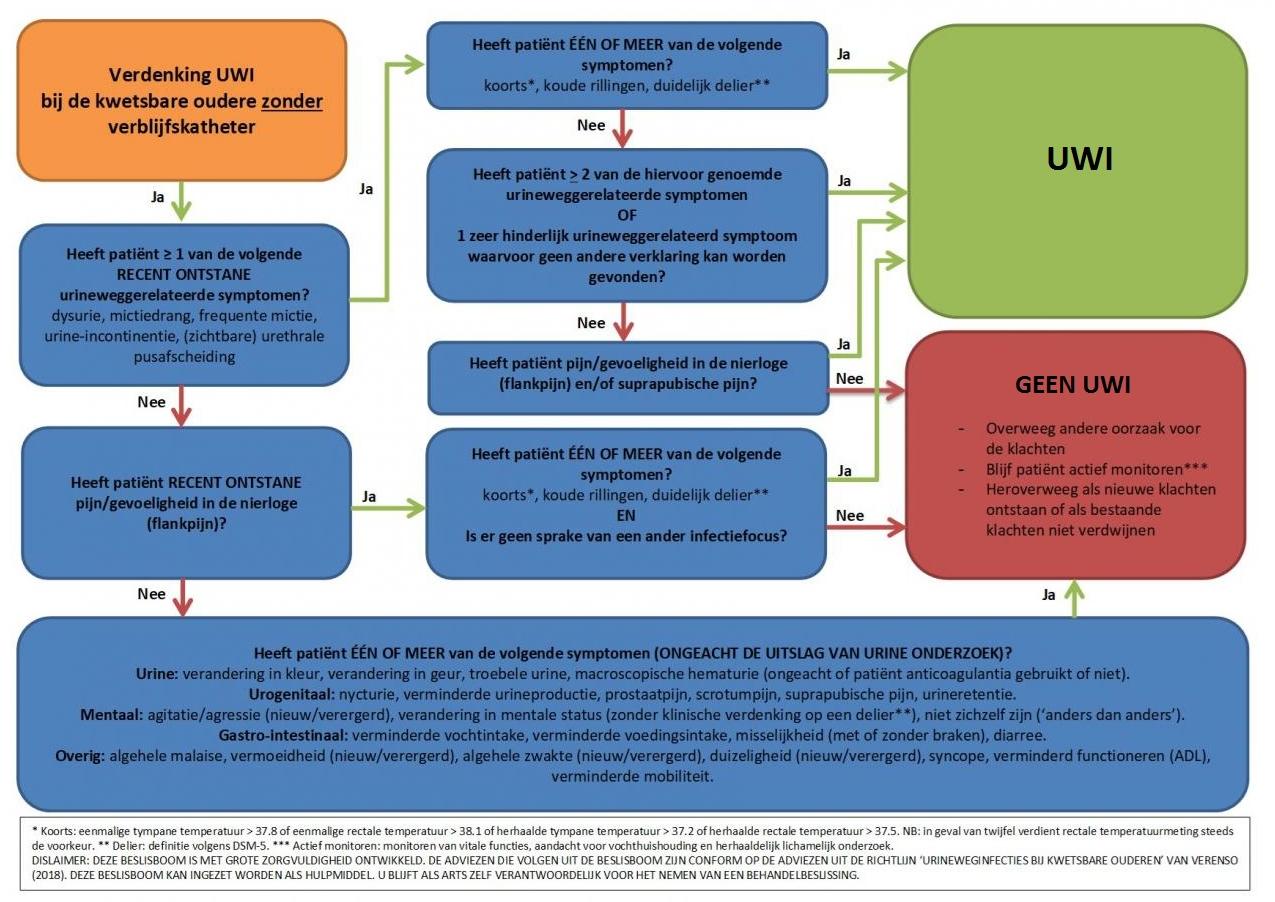 Verdenking UWI
bij de kwetsbare oudere zonder
verblijfskatheter
Ja
Heeft patiënt ≥ 1 van de volgende
RECENT ONTSTANE
urineweggerelateerde symptomen?
dysurie, mictiedrang, frequente mictie,
urine-incontinentie, (zichtbare) urethrale
pusafscheiding
Ja
Nee
Heeft patiënt RECENT ONTSTANE
pijn/gevoeligheid in de nierloge
(flankpijn)?
Ja
Nee
Heeft patiënt ÉÉN OF MEER van de volgende
symptomen?
koorts*, koude rillingen, duidelijk delier**
Ja
Nee
Heeft patiënt ≥ 2 van de hiervoor genoemde
urineweggerelateerde symptomen
OF
1 zeer hinderlijk urineweggerelateerd symptoom
waarvoor geen andere verklaring kan worden
gevonden?
Ja
Nee
Heeft patiënt pijn/gevoeligheid in de nierloge
(flankpijn) en/of suprapubische pijn?
Ja
Nee
Heeft patiënt ÉÉN OF MEER van de volgende
symptomen?
koorts*, koude rillingen, duidelijk delier**
EN
Is er geen sprake van een ander infectiefocus?
Ja
Nee
UWI
GEEN UWI
- Overweeg andere oorzaak voor
de klachten
- Blijf patiënt actief monitoren***
- Heroverweeg als nieuwe klachten
ontstaan of als bestaande
klachten niet verdwijnen
Ja
Heeft patiënt ÉÉN OF MEER van de volgende symptomen (ONGEACHT DE UITSLAG VAN URINE ONDERZOEK)?
Urine: verandering in kleur, verandering in geur, troebele urine, macroscopische hematurie (ongeacht of patiënt anticoagulantia gebruikt of niet).
Urogenitaal: nycturie, verminderde urineproductie, prostaatpijn, scrotumpijn, suprapubische pijn, urineretentie.
Mentaal: agitatie/agressie (nieuw/verergerd), verandering in mentale status (zonder klinische verdenking op een delier**), niet zichzelf zijn (‘anders dan anders’).
Gastro-intestinaal: verminderde vochtintake, verminderde voedingsintake, misselijkheid (met of zonder braken), diarree.
Overig: algehele malaise, vermoeidheid (nieuw/verergerd), algehele zwakte (nieuw/verergerd), duizeligheid (nieuw/verergerd), syncope, verminderd functioneren (ADL),
verminderde mobiliteit.
* Koorts: eenmalige tympane temperatuur > 37.8 of eenmalige rectale temperatuur > 38.1 of herhaalde tympane temperatuur > 37.2 of herhaalde rectale temperatuur > 37.5. NB: in geval van twijfel verdient rectale temperatuurmeting steeds
de voorkeur. ** Delier: definitie volgens DSM-5. *** Actief monitoren: monitoren van vitale functies, aandacht voor vochthuishouding en herhaaldelijk lichamelijk onderzoek.
DISLAIMER: DEZE BESLISBOOM IS MET GROTE ZORGVULDIGHEID ONTWIKKELD. DE ADVIEZEN DIE VOLGEN UIT DE BESLISBOOM ZIJN CONFORM OP DE ADVIEZEN UIT DE RICHTLIJN ‘URINEWEGINFECTIES BIJ KWETSBARE OUDEREN’ VAN VERENSO
(2018). DEZE BESLISBOOM KAN INGEZET WORDEN ALS HULPMIDDEL. U BLIJFT ALS ARTS ZELF VERANTWOORDELIJK VOOR HET NEMEN VAN EEN BEHANDELBESLISSING.